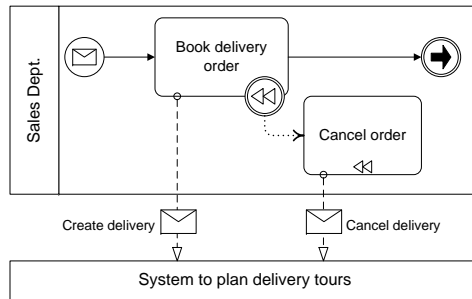 Sales Dept.
Book delivery
order
Cancel order
Create delivery
Cancel delivery
System to plan delivery tours